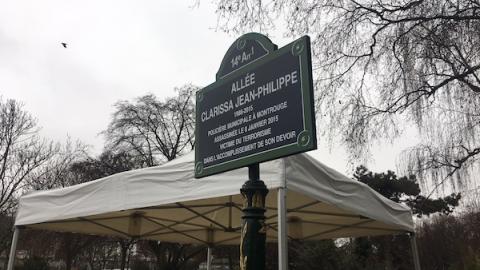 14e Arrt
ALLÉE
CLARISSA JEAN-PHILIPPE
1988-2015
POLICIÈRE MUNICIPALE À MONTROUGE
ASSASSINÉE LE 8 JANVIER 2015
VICTIME DU TERRORISME
DANS L'ACCOMPLISSEMENT DE SON DEVOIR